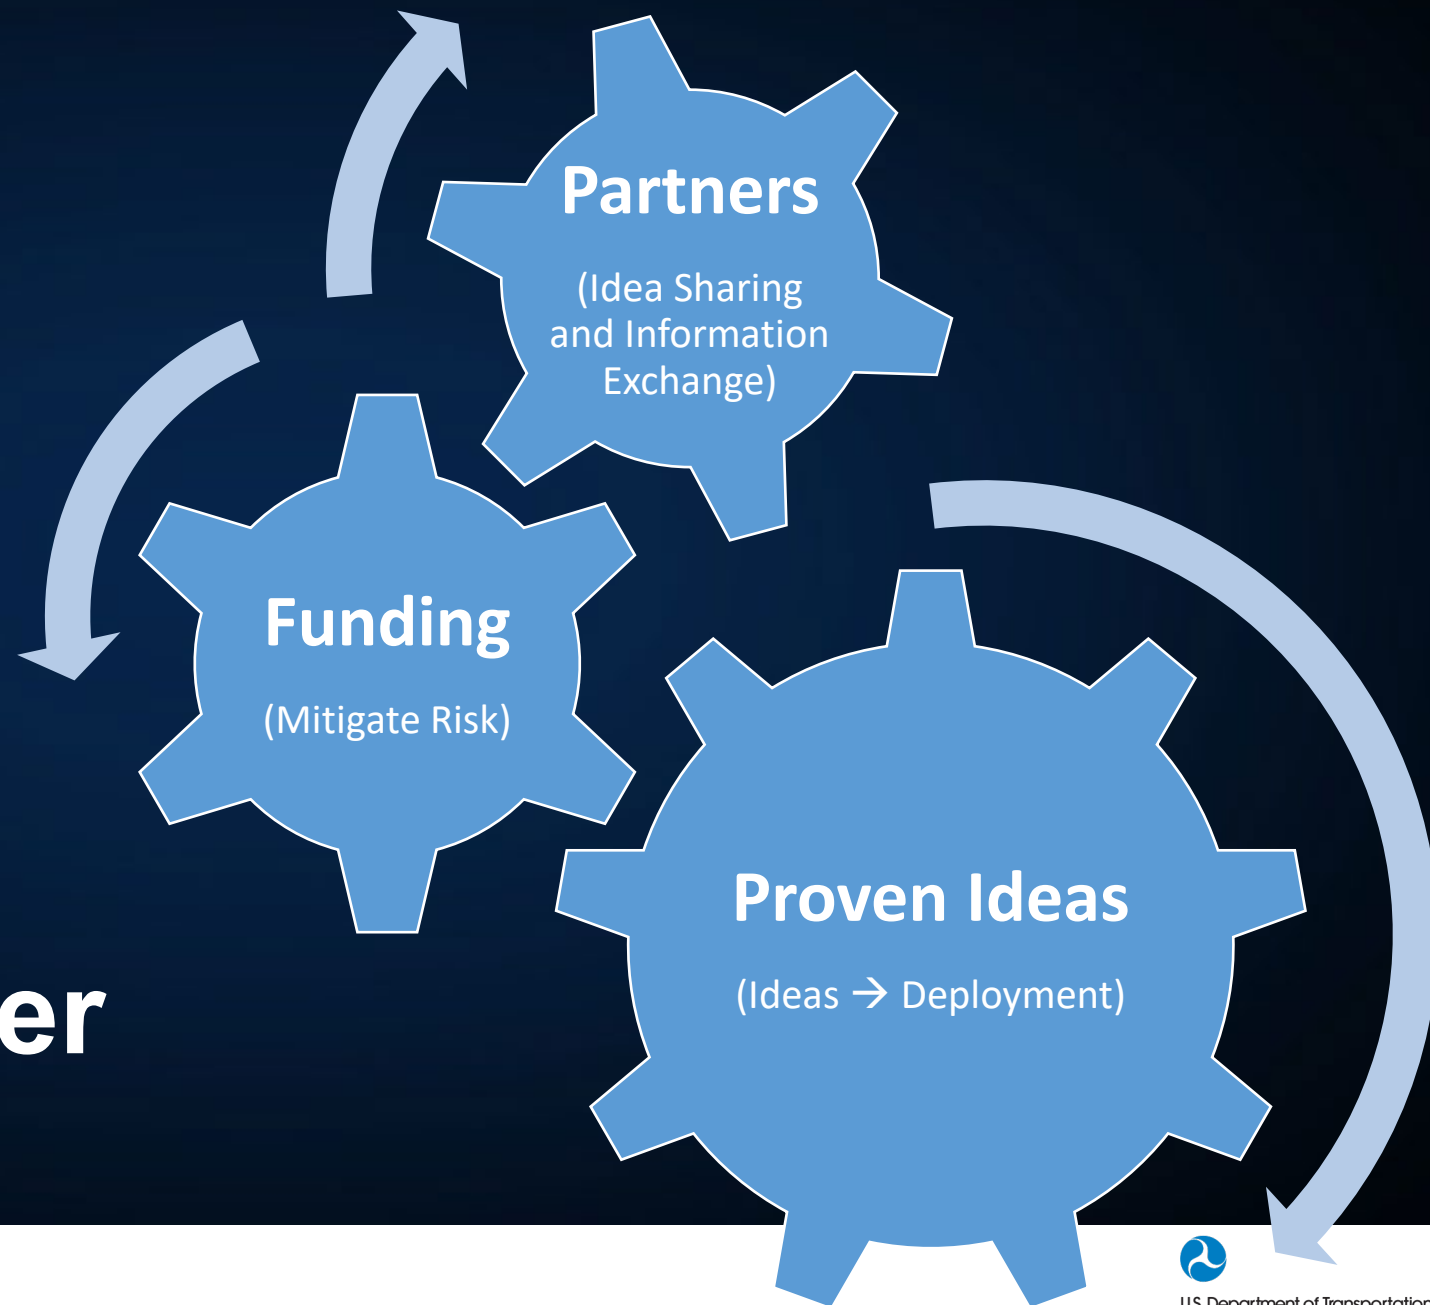 Partners
(Idea Sharing
and Information
Exchange)
Funding
(Mitigate Risk)
Proven Ideas
(Ideas → Deployment)
er
U.S. Department of Transportation